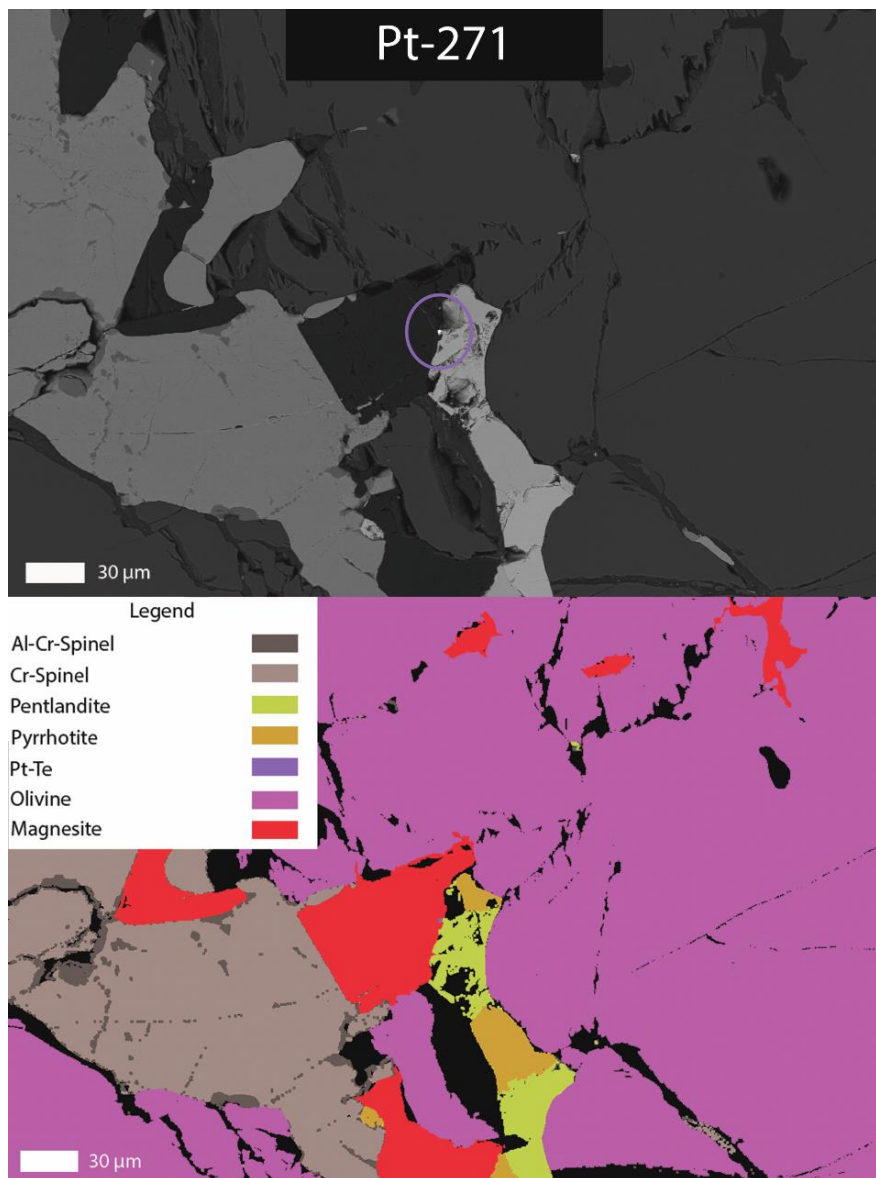 Pt-271
30 µm
Legend
Al-Cr-Spinel
Cr-Spinel
Pentlandite
Pyrrhotite
Pt-Te
Olivine
Magnesite
30 µm